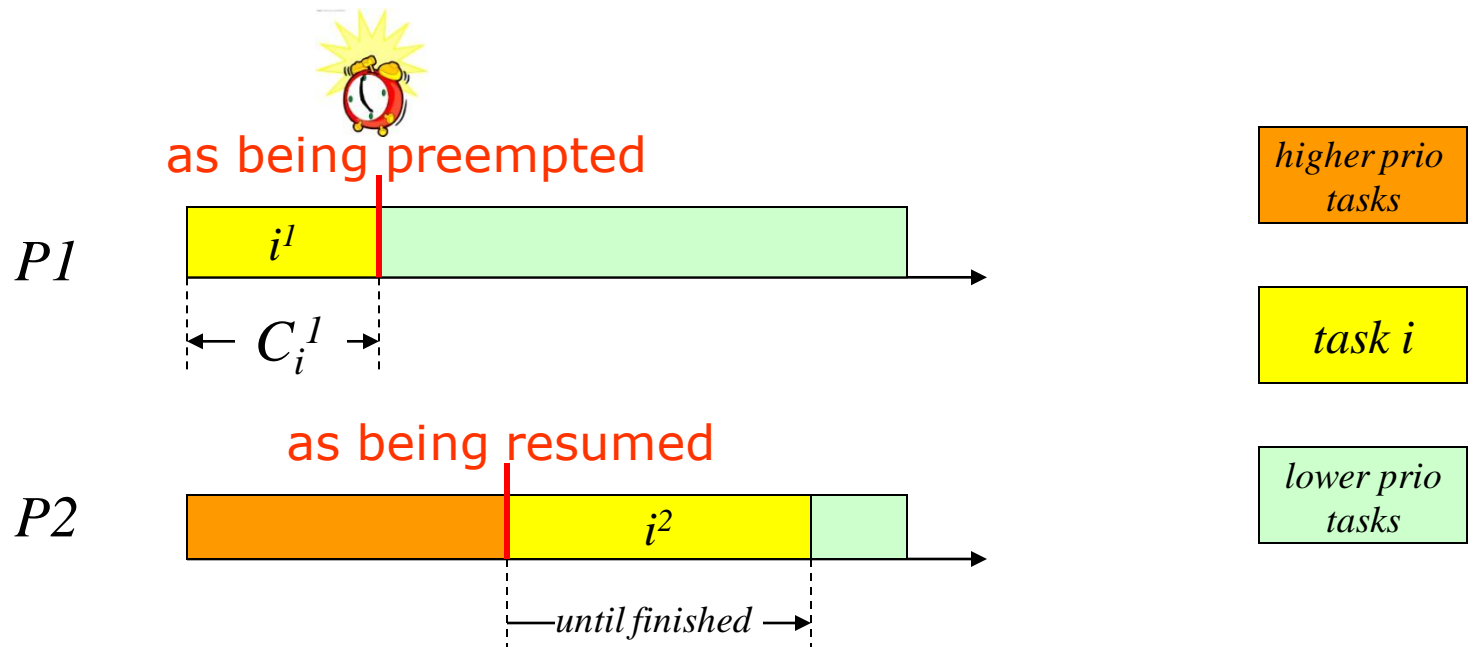 as being preempted
higher prio
tasks
P1
i¹
C_i¹
task i
as being resumed
lower prio
tasks
P2
i²
until finished